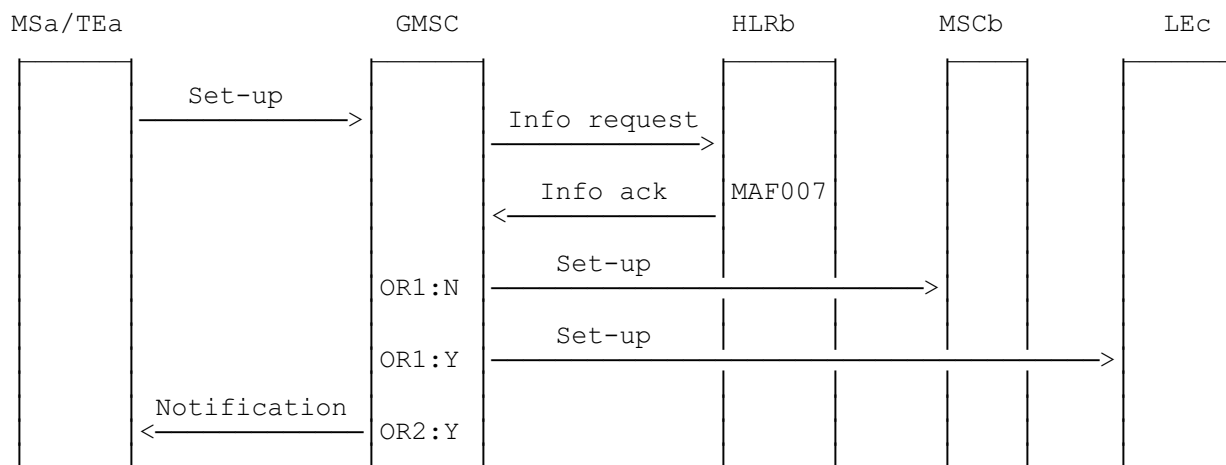 MSa/TEa GMSC HLRb MSCb LEc
Set-up
Info request
Info ack MAF007
Set-up
OR1:N
Set-up
OR1:Y
Notification
OR2:Y